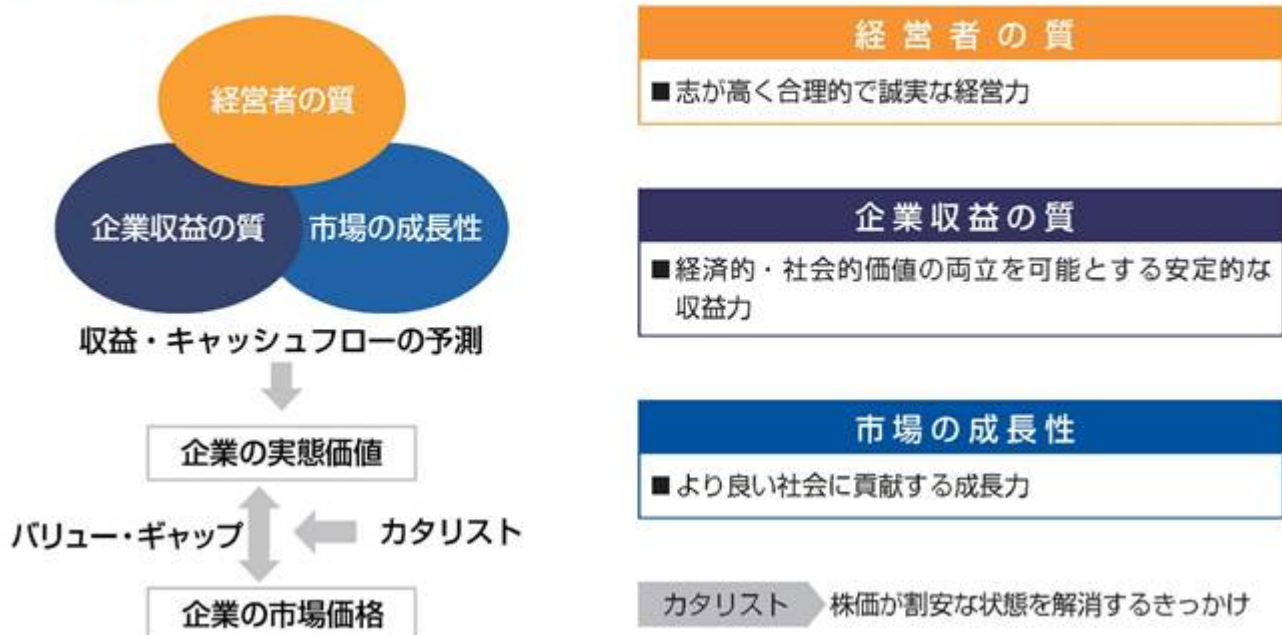 経営者の質
企業収益の質
市場の成長性
収益・キャッシュフローの予測
企業の実態価値
バリュー・ギャップ
カタリスト
企業の市場価格
経営者の質
■志が高く合理的で誠実な経営力
企業収益の質
■経済的・社会的価値の両立を可能とする安定的な
収益力
市場の成長性
■より良い社会に貢献する成長力
カタリスト 株価が割安な状態を解消するきっかけ